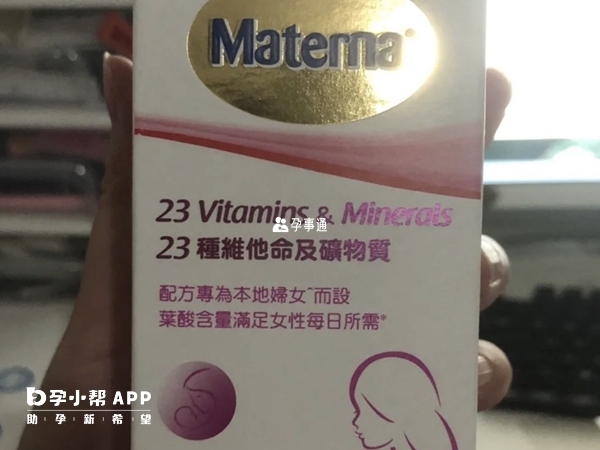 Materna
23 Vitamins & Minerals
孕事通
23 種維他命及礦物質
配方專為本地婦女^而設
葉酸含量滿足女性每日所需*
孕小帮 APP
助 孕 新 希 望